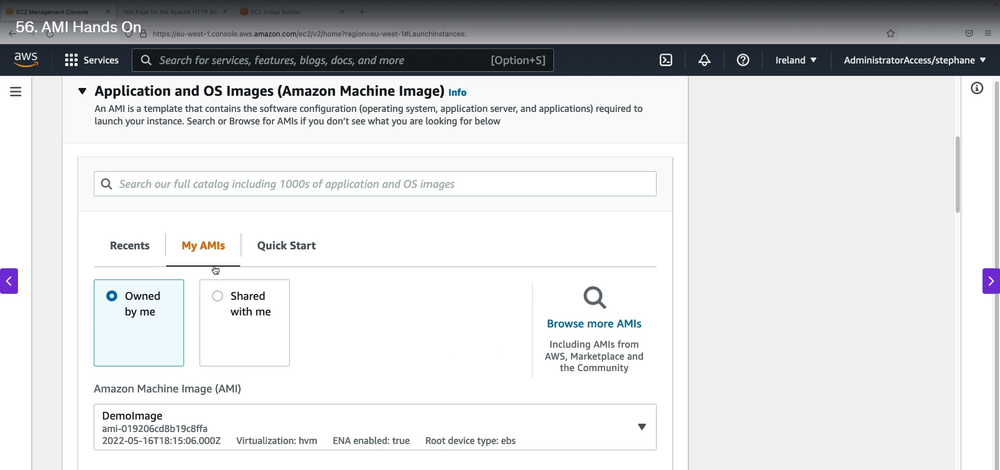 EC2 Management Console
Test Page for the Apache HTTP Ser
EC2 Image Builder
56. AMI Hands On
https://eu-west-1.console.aws.amazon.com/ec2/v2/home?region=eu-west-1#LaunchInstances:
aws
Services
Search for services, features, blogs, docs, and more
[Option+S]
Ireland
AdministratorAccess/stephane
Application and OS Images (Amazon Machine Image) Info
An AMI is a template that contains the software configuration (operating system, application server, and applications) required to
launch your instance. Search or Browse for AMIs if you don't see what you are looking for below
Search our full catalog including 1000s of application and OS images
Recents
My AMIs
Quick Start
Owned
by me
Shared
with me
Browse more AMIs
Including AMIs from
AWS, Marketplace and
the Community
Amazon Machine Image (AMI)
DemoImage
ami-019206cd8b19c8ffa
2022-05-16T18:15:06.000Z Virtualization: hvm ENA enabled: true Root device type: ebs